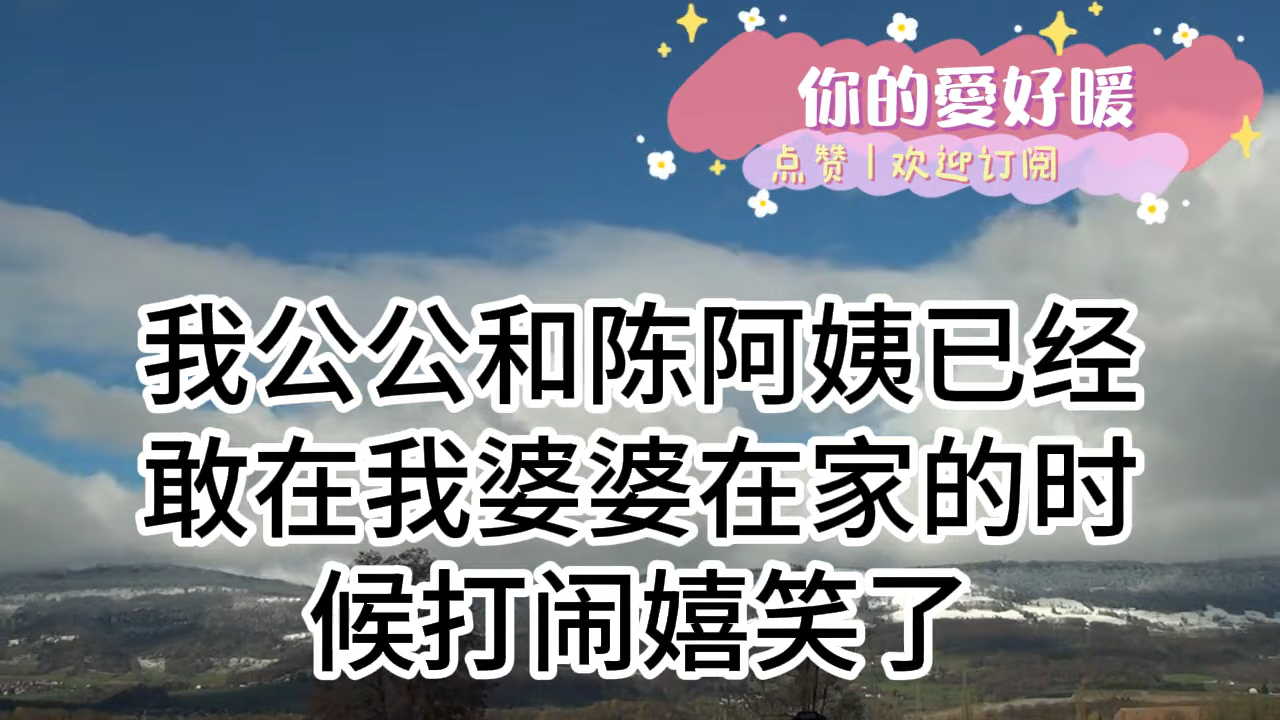 你的愛好暖
点赞 | 欢迎订阅
我公公和陈阿姨已经
敢在我婆婆在家的时
候打闹嬉笑了